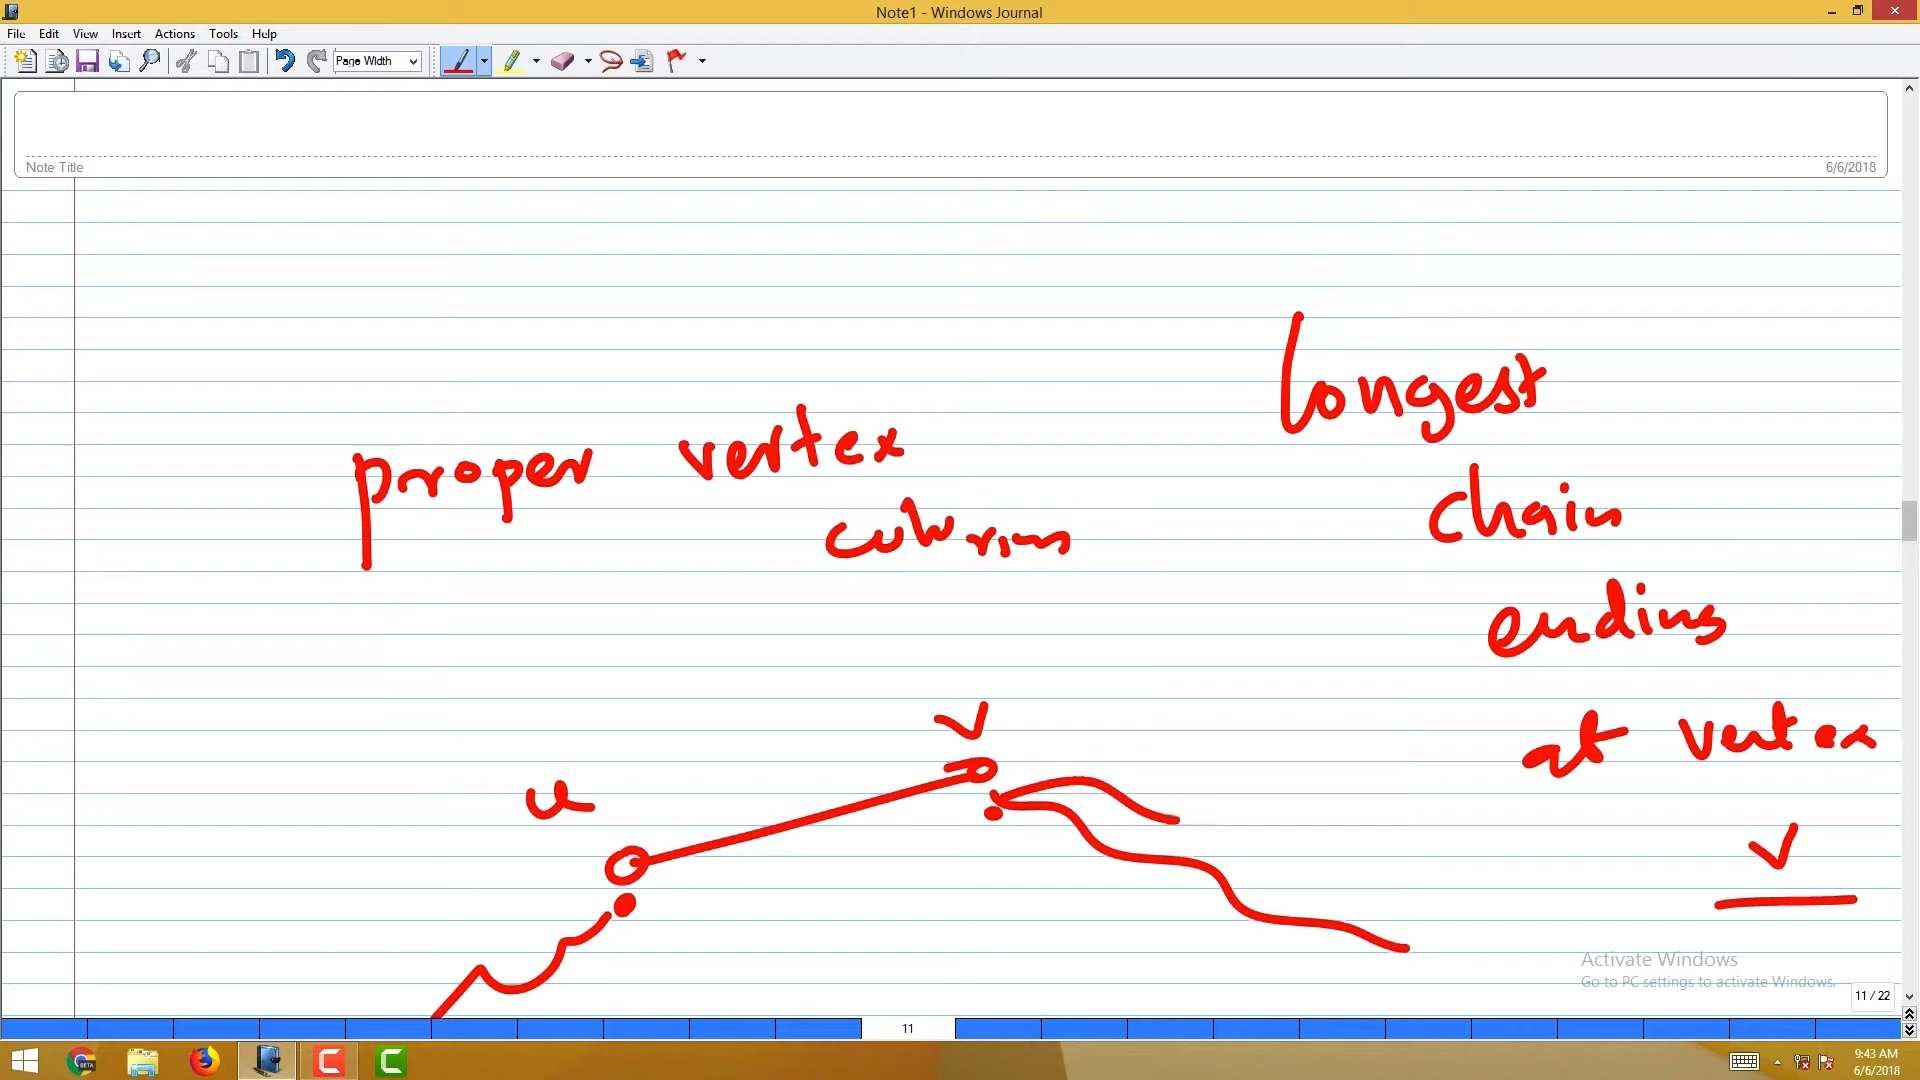 Note1 - Windows Journal
File Edit View Insert Actions Tools Help
Page Width
Note Title
6/6/2018
Longest
proper vertex
chain
colorins
ending
v
at vertex
u
v
Activate Windows
Go to PC settings to activate Windows.
11 / 22
11
BETA
9:43 AM
6/6/2018